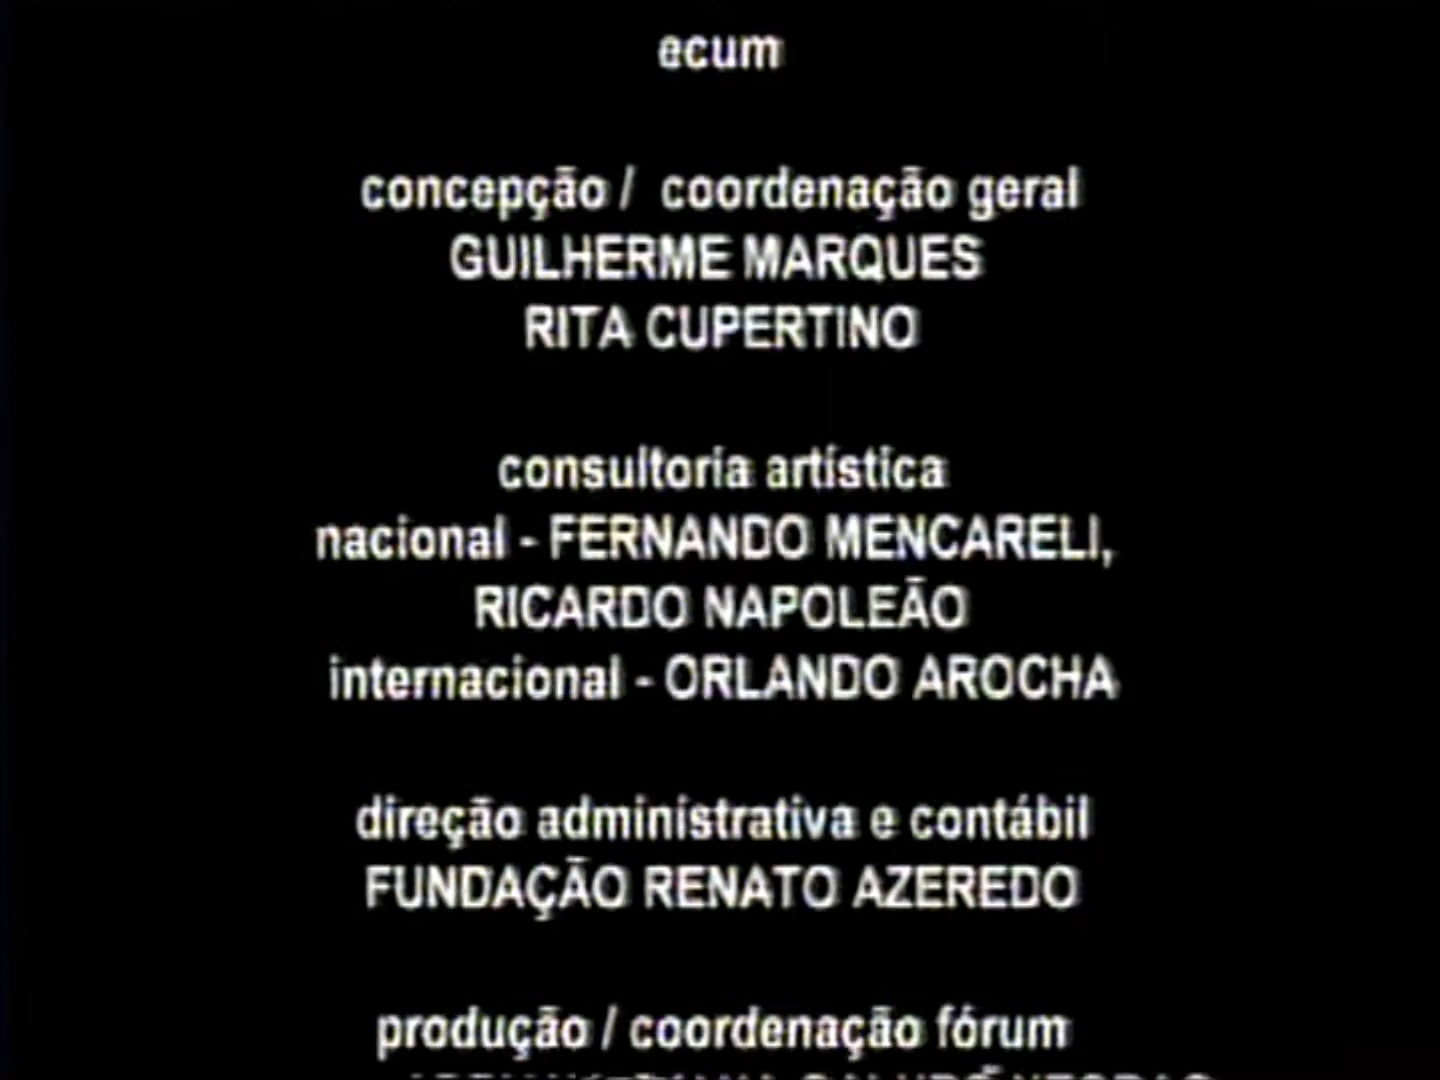 ecum
concepção / coordenação geral
GUILHERME MARQUES
RITA CUPERTINO
consultoria artística
nacional - FERNANDO MENCARELI,
RICARDO NAPOLEÃO
internacional - ORLANDO AROCHA
direção administrativa e contábil
FUNDAÇÃO RENATO AZEREDO
produção / coordenação fórum